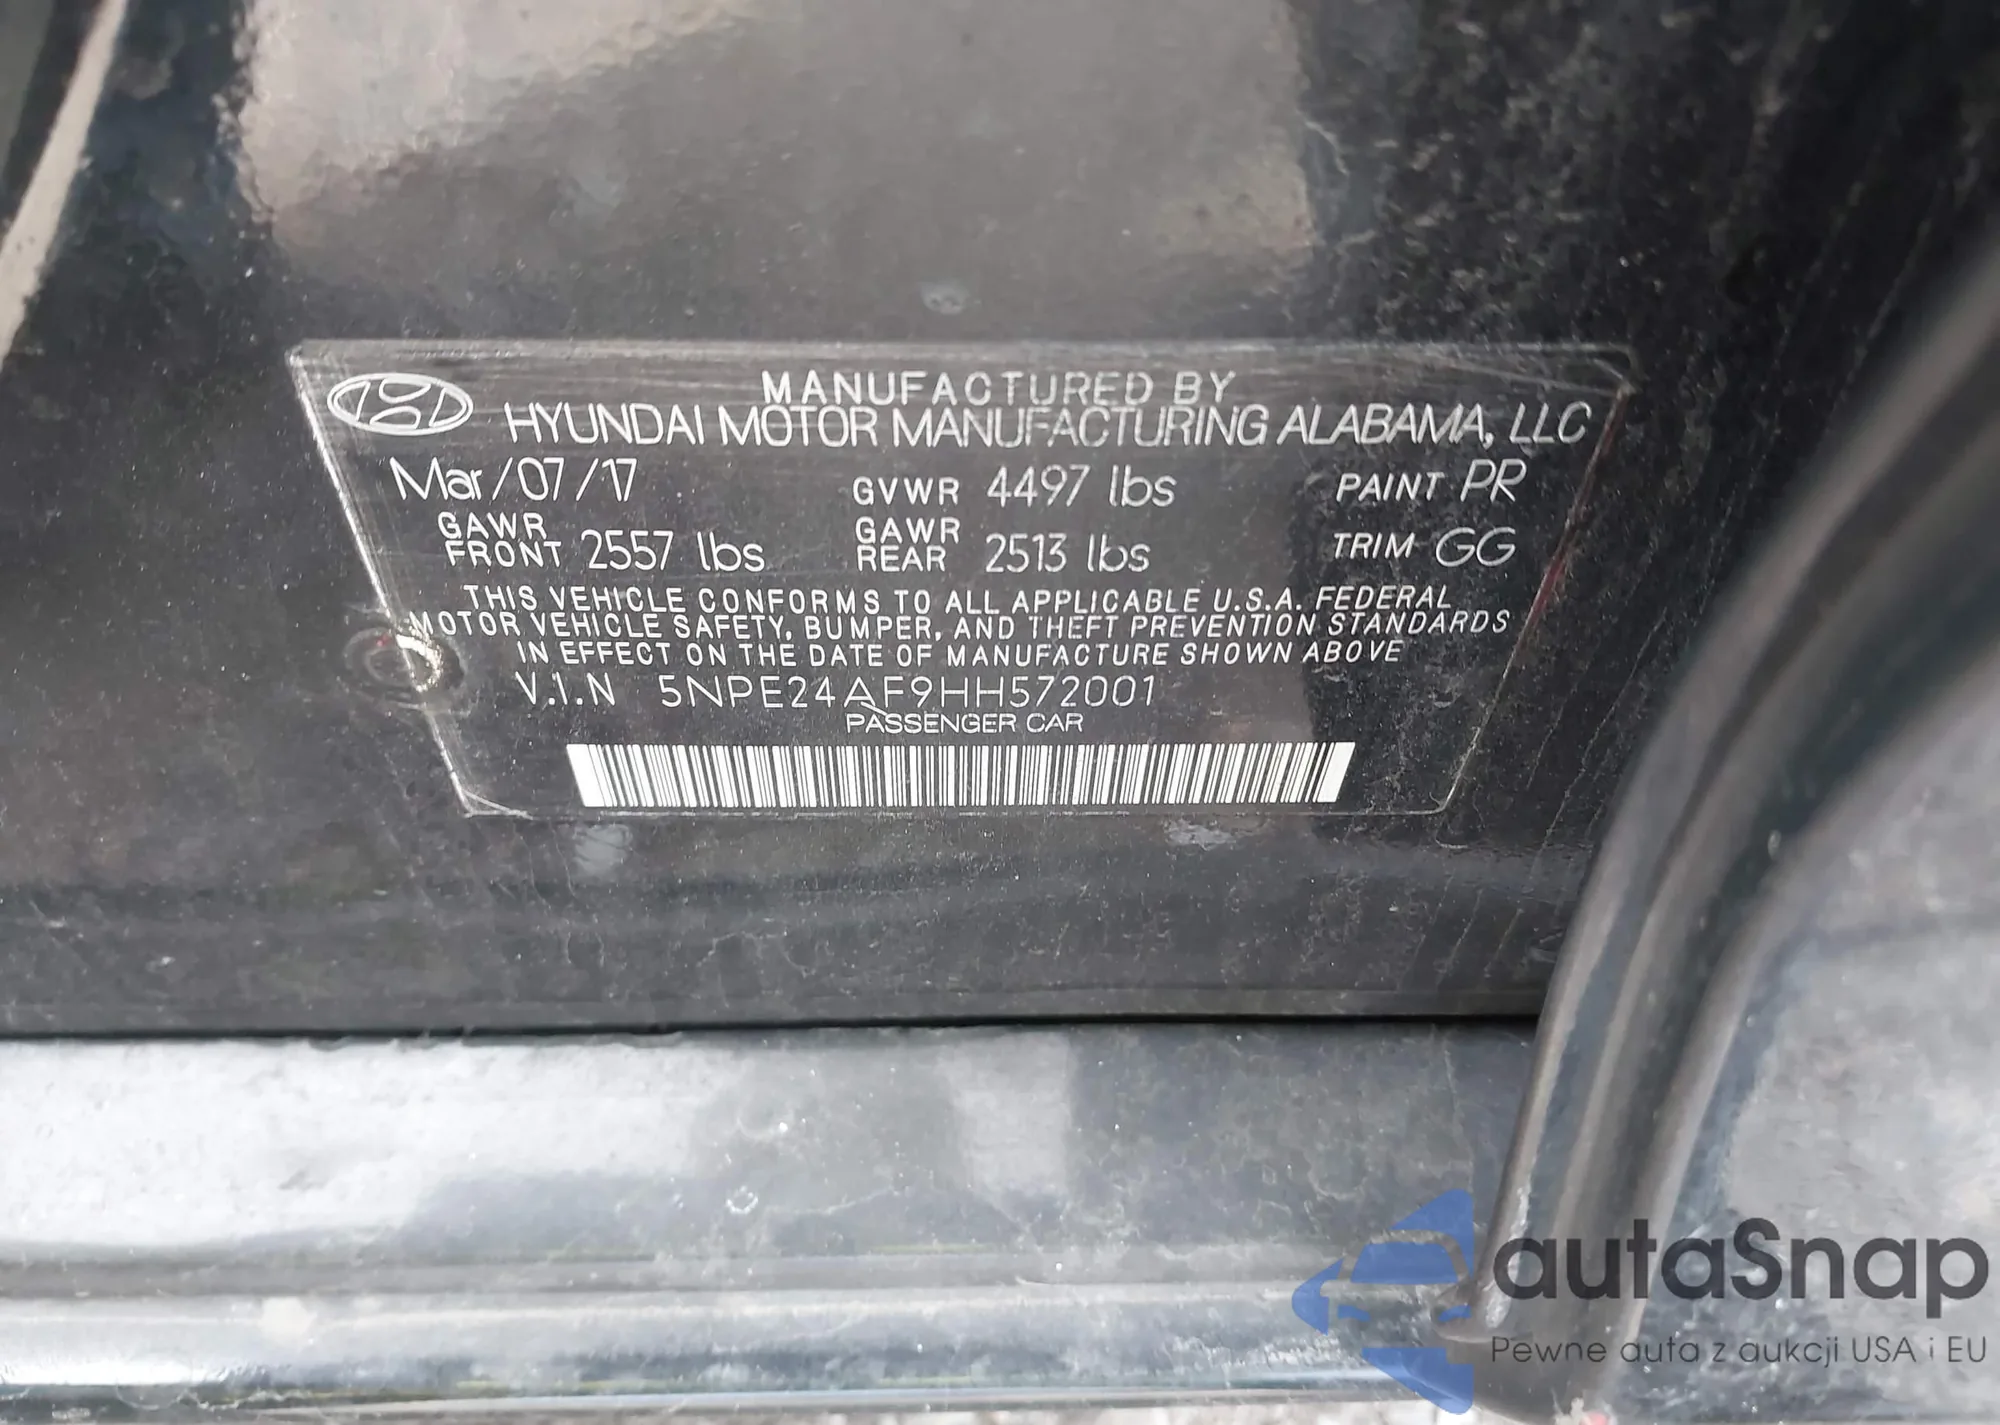 MANUFACTURED BY
HYUNDAI MOTOR MANUFACTURING ALABAMA, LLC
Mar/07/17 GVWR 4497 lbs PAINT PR
GAWR FRONT 2557 lbs GAWR REAR 2513 lbs TRIM GG
THIS VEHICLE CONFORMS TO ALL APPLICABLE U.S.A. FEDERAL
MOTOR VEHICLE SAFETY, BUMPER, AND THEFT PREVENTION STANDARDS
IN EFFECT ON THE DATE OF MANUFACTURE SHOWN ABOVE
V.I.N 5NPE24AF9HH572001
PASSENGER CAR
autaSnap
Pewne auta z aukcji USA i EU